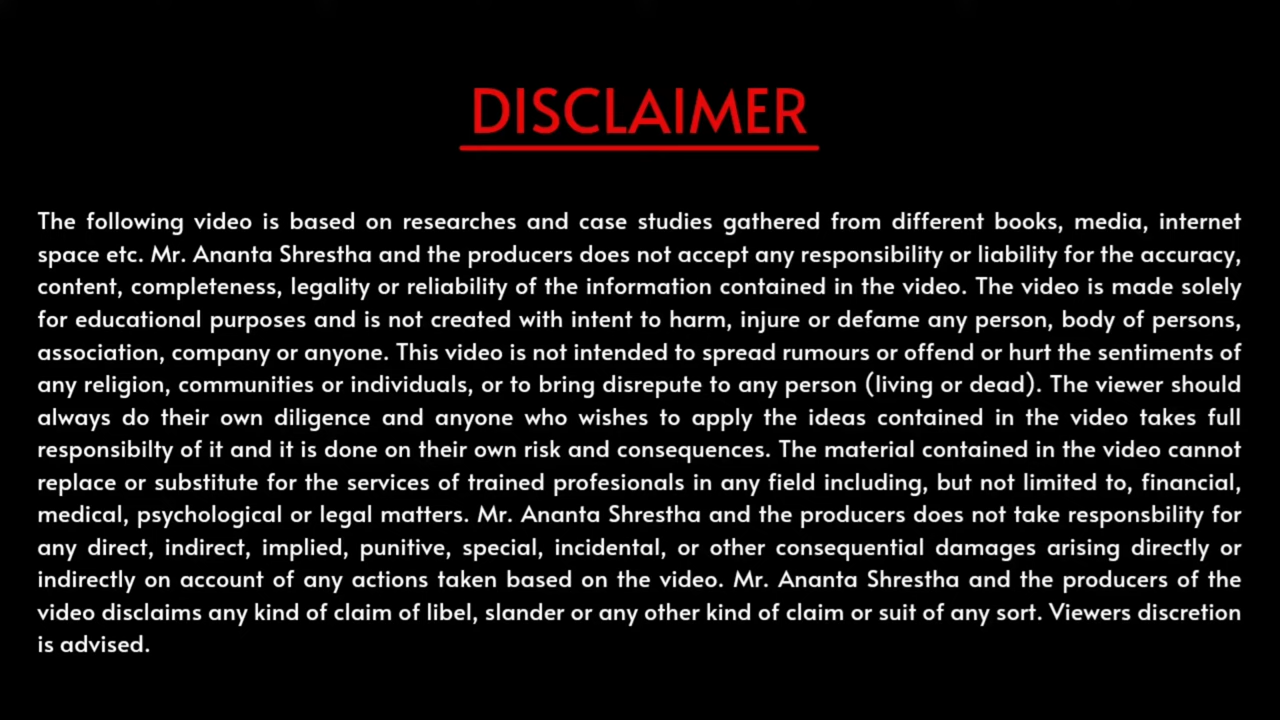 DISCLAIMER
The following video is based on researches and case studies gathered from different books, media, internet
space etc. Mr. Ananta Shrestha and the producers does not accept any responsibility or liability for the accuracy,
content, completeness, legality or reliability of the information contained in the video. The video is made solely
for educational purposes and is not created with intent to harm, injure or defame any person, body of persons,
association, company or anyone. This video is not intended to spread rumours or offend or hurt the sentiments of
any religion, communities or individuals, or to bring disrepute to any person (living or dead). The viewer should
always do their own diligence and anyone who wishes to apply the ideas contained in the video takes full
responsibilty of it and it is done on their own risk and consequences. The material contained in the video cannot
replace or substitute for the services of trained profesionals in any field including, but not limited to, financial,
medical, psychological or legal matters. Mr. Ananta Shrestha and the producers does not take responsbility for
any direct, indirect, implied, punitive, special, incidental, or other consequential damages arising directly or
indirectly on account of any actions taken based on the video. Mr. Ananta Shrestha and the producers of the
video disclaims any kind of claim of libel, slander or any other kind of claim or suit of any sort. Viewers discretion
is advised.